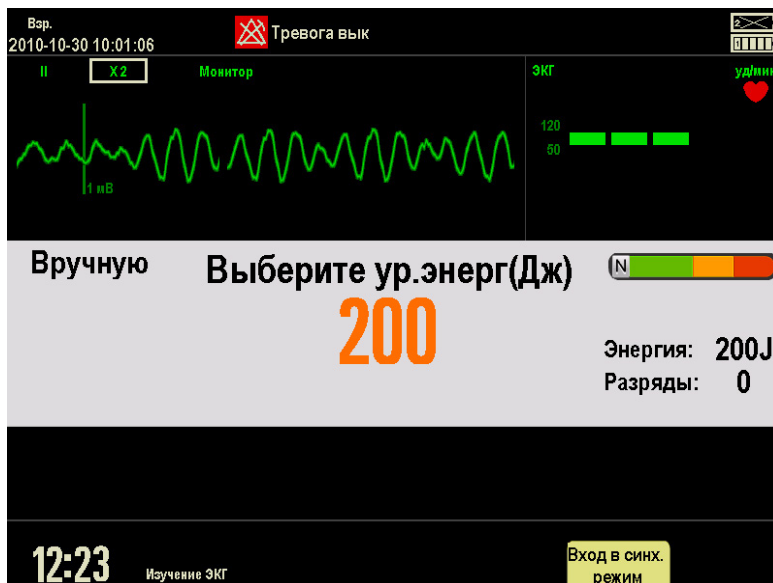 Взр.
2010-10-30 10:01:06
Тревога вык
2
II
X2
Монитор
ЭКГ
уд/мин
120
50
1 мВ
Вручную
Выберите ур.энерг(Дж)
N
200
Энергия: 200J
Разряды: 0
12:23
Изучение ЭКГ
Вход в синх.
режим